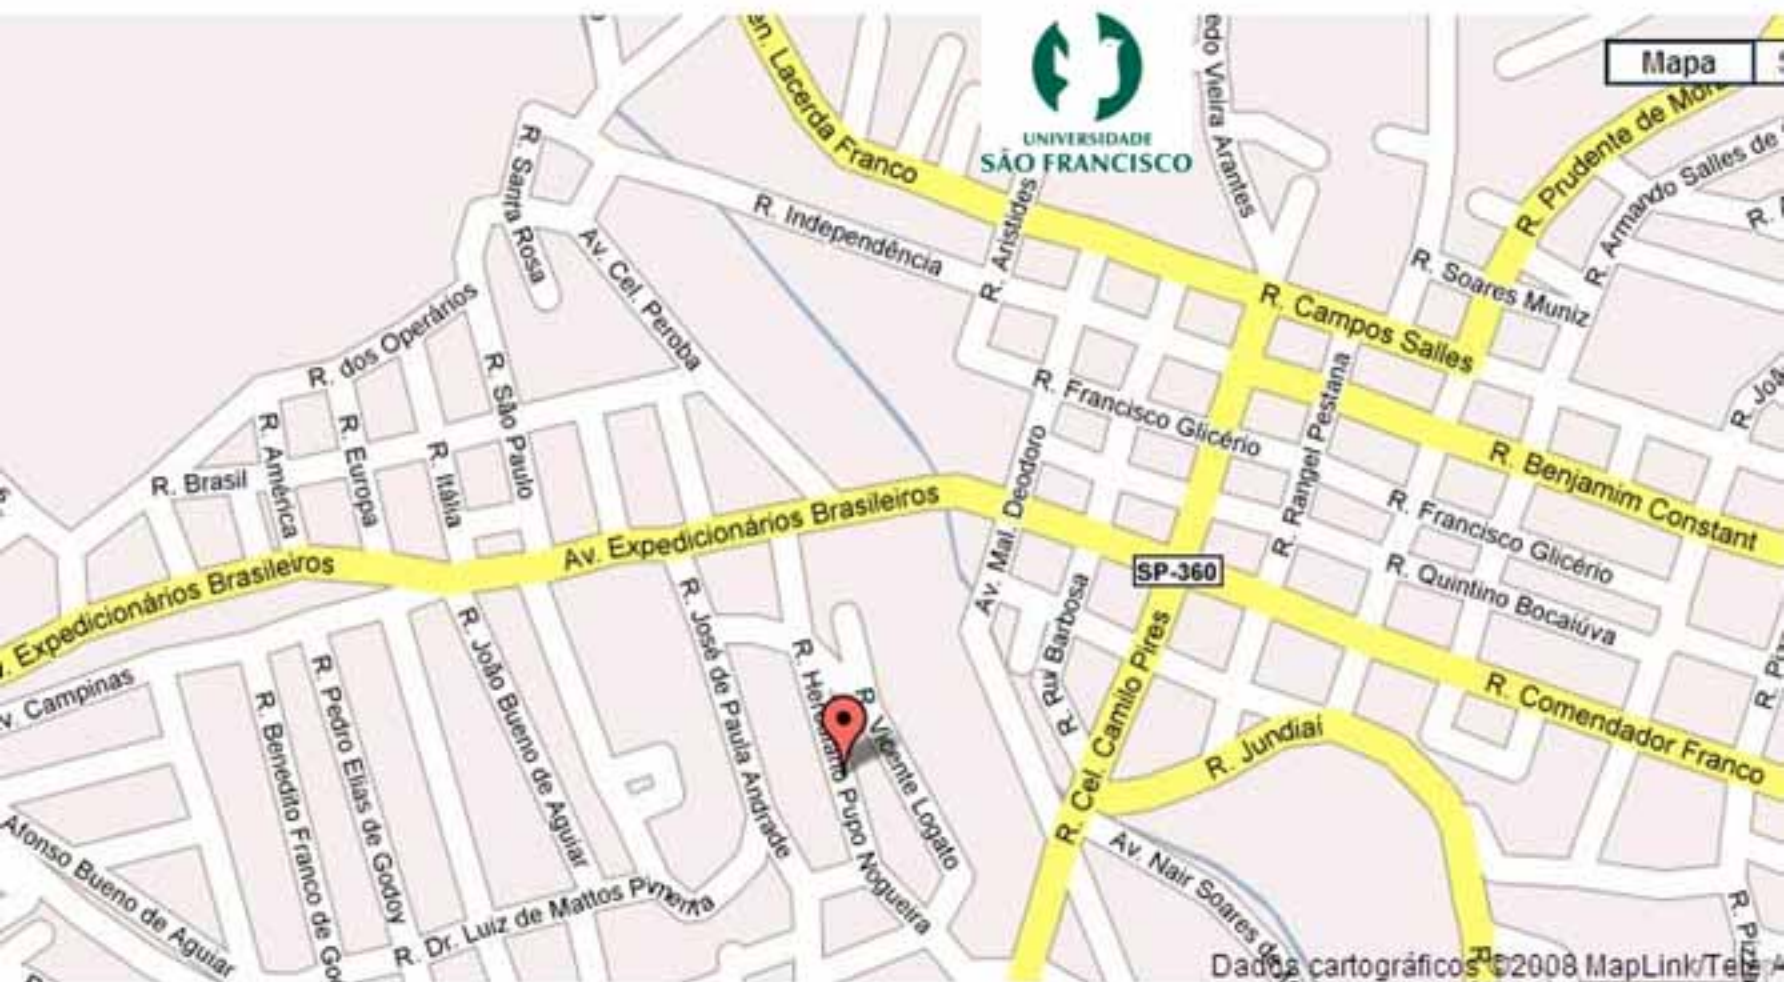 en. Lacerda Franco
UNIVERSIDADE
SÃO FRANCISCO
edo Vieira Arantes
Mapa
R. Prudente de
R. Armando Salles de
R. Santa Rosa
R. Independência
R. Aristides
Av. Cel. Peroba
R. Soares Muniz
R. Campos Salles
R. dos Operários
R. São Paulo
R. Rangel Pestana
R. Francisco Glicério
R. América
R. Europa
R. Itália
R. Brasil
Av. Mal. Deodoro
R. Benjamim Constant
Av. Expedicionários Brasileiros
R. Francisco Glicério
v. Expedicionários Brasileiros
SP-360
R. Quintino Bocaiúva
R. José de Paula Andrade
R. João Bueno de Aguiar
R. Rui Barbosa
R. Cel. Camilo Pires
v. Campinas
R. Pedro Elias de Godoy
R. Benedito Franco de
R. Vicente Logato
Pupo Nogueira
R. Comendador Franco
R. Jundiaí
Afonso Bueno de Aguiar
R. Dr. Luiz de Mattos Pimenta
Av. Nair Soares
Dados cartográficos ©2008 MapLink/Tele